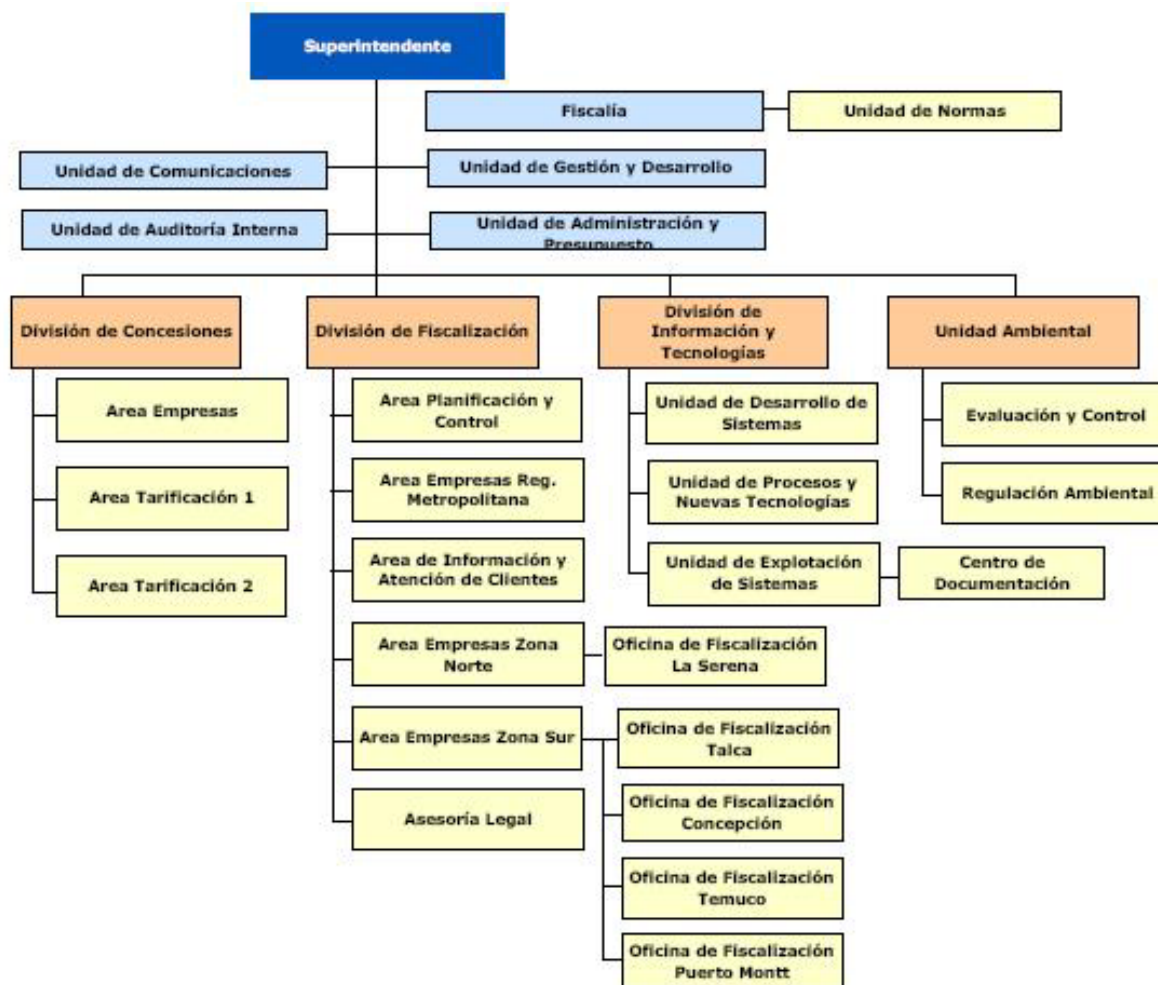 Superintendente
Fiscalía
Unidad de Normas
Unidad de Comunicaciones
Unidad de Gestión y Desarrollo
Unidad de Auditoría Interna
Unidad de Administración y
Presupuesto
División de Concesiones
División de Fiscalización
División de
Información y
Tecnologías
Unidad Ambiental
Area Empresas
Area Tarificación 1
Area Tarificación 2
Area Planificación y
Control
Area Empresas Reg.
Metropolitana
Area de Información y
Atención de Clientes
Area Empresas Zona
Norte
Oficina de Fiscalización
La Serena
Area Empresas Zona Sur
Oficina de Fiscalización
Talca
Oficina de Fiscalización
Concepción
Oficina de Fiscalización
Temuco
Oficina de Fiscalización
Puerto Montt
Asesoría Legal
Unidad de Desarrollo de
Sistemas
Unidad de Procesos y
Nuevas Tecnologías
Unidad de Explotación
de Sistemas
Centro de
Documentación
Evaluación y Control
Regulación Ambiental